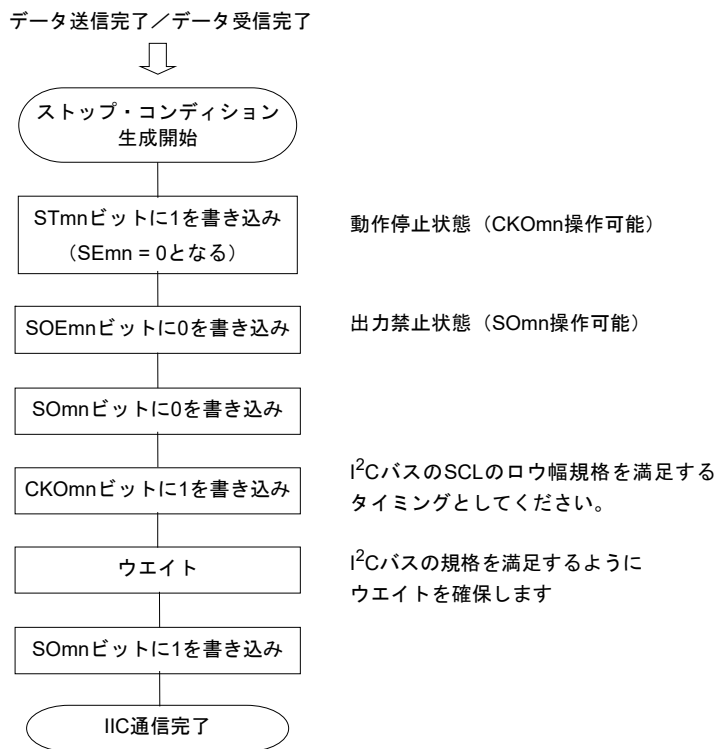 データ送信完了／データ受信完了
ストップ・コンディション
生成開始
STmnビットに1を書き込み
（SEmn = 0となる）
動作停止状態（CKOmn操作可能）
SOEmnビットに0を書き込み
出力禁止状態（SOmn操作可能）
SOmnビットに0を書き込み
CKOmnビットに1を書き込み
I²CバスのSCLのロウ幅規格を満足する
タイミングとしてください。
ウエイト
I²Cバスの規格を満足するように
ウエイトを確保します
SOmnビットに1を書き込み
IIC通信完了